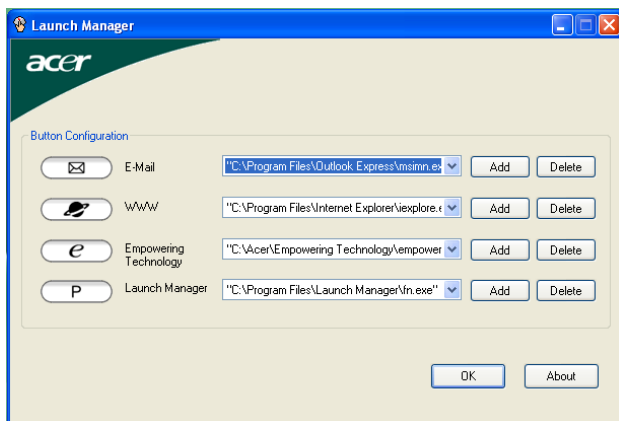 Launch Manager
acer
Button Configuration
E-Mail "C:\Program Files\Outlook Express\msimn.ex Add Delete
WWW "C:\Program Files\Internet Explorer\iexplore.e Add Delete
e Empowering Technology "C:\Acer\Empowering Technology\empower Add Delete
P Launch Manager "C:\Program Files\Launch Manager\fn.exe" Add Delete
OK About